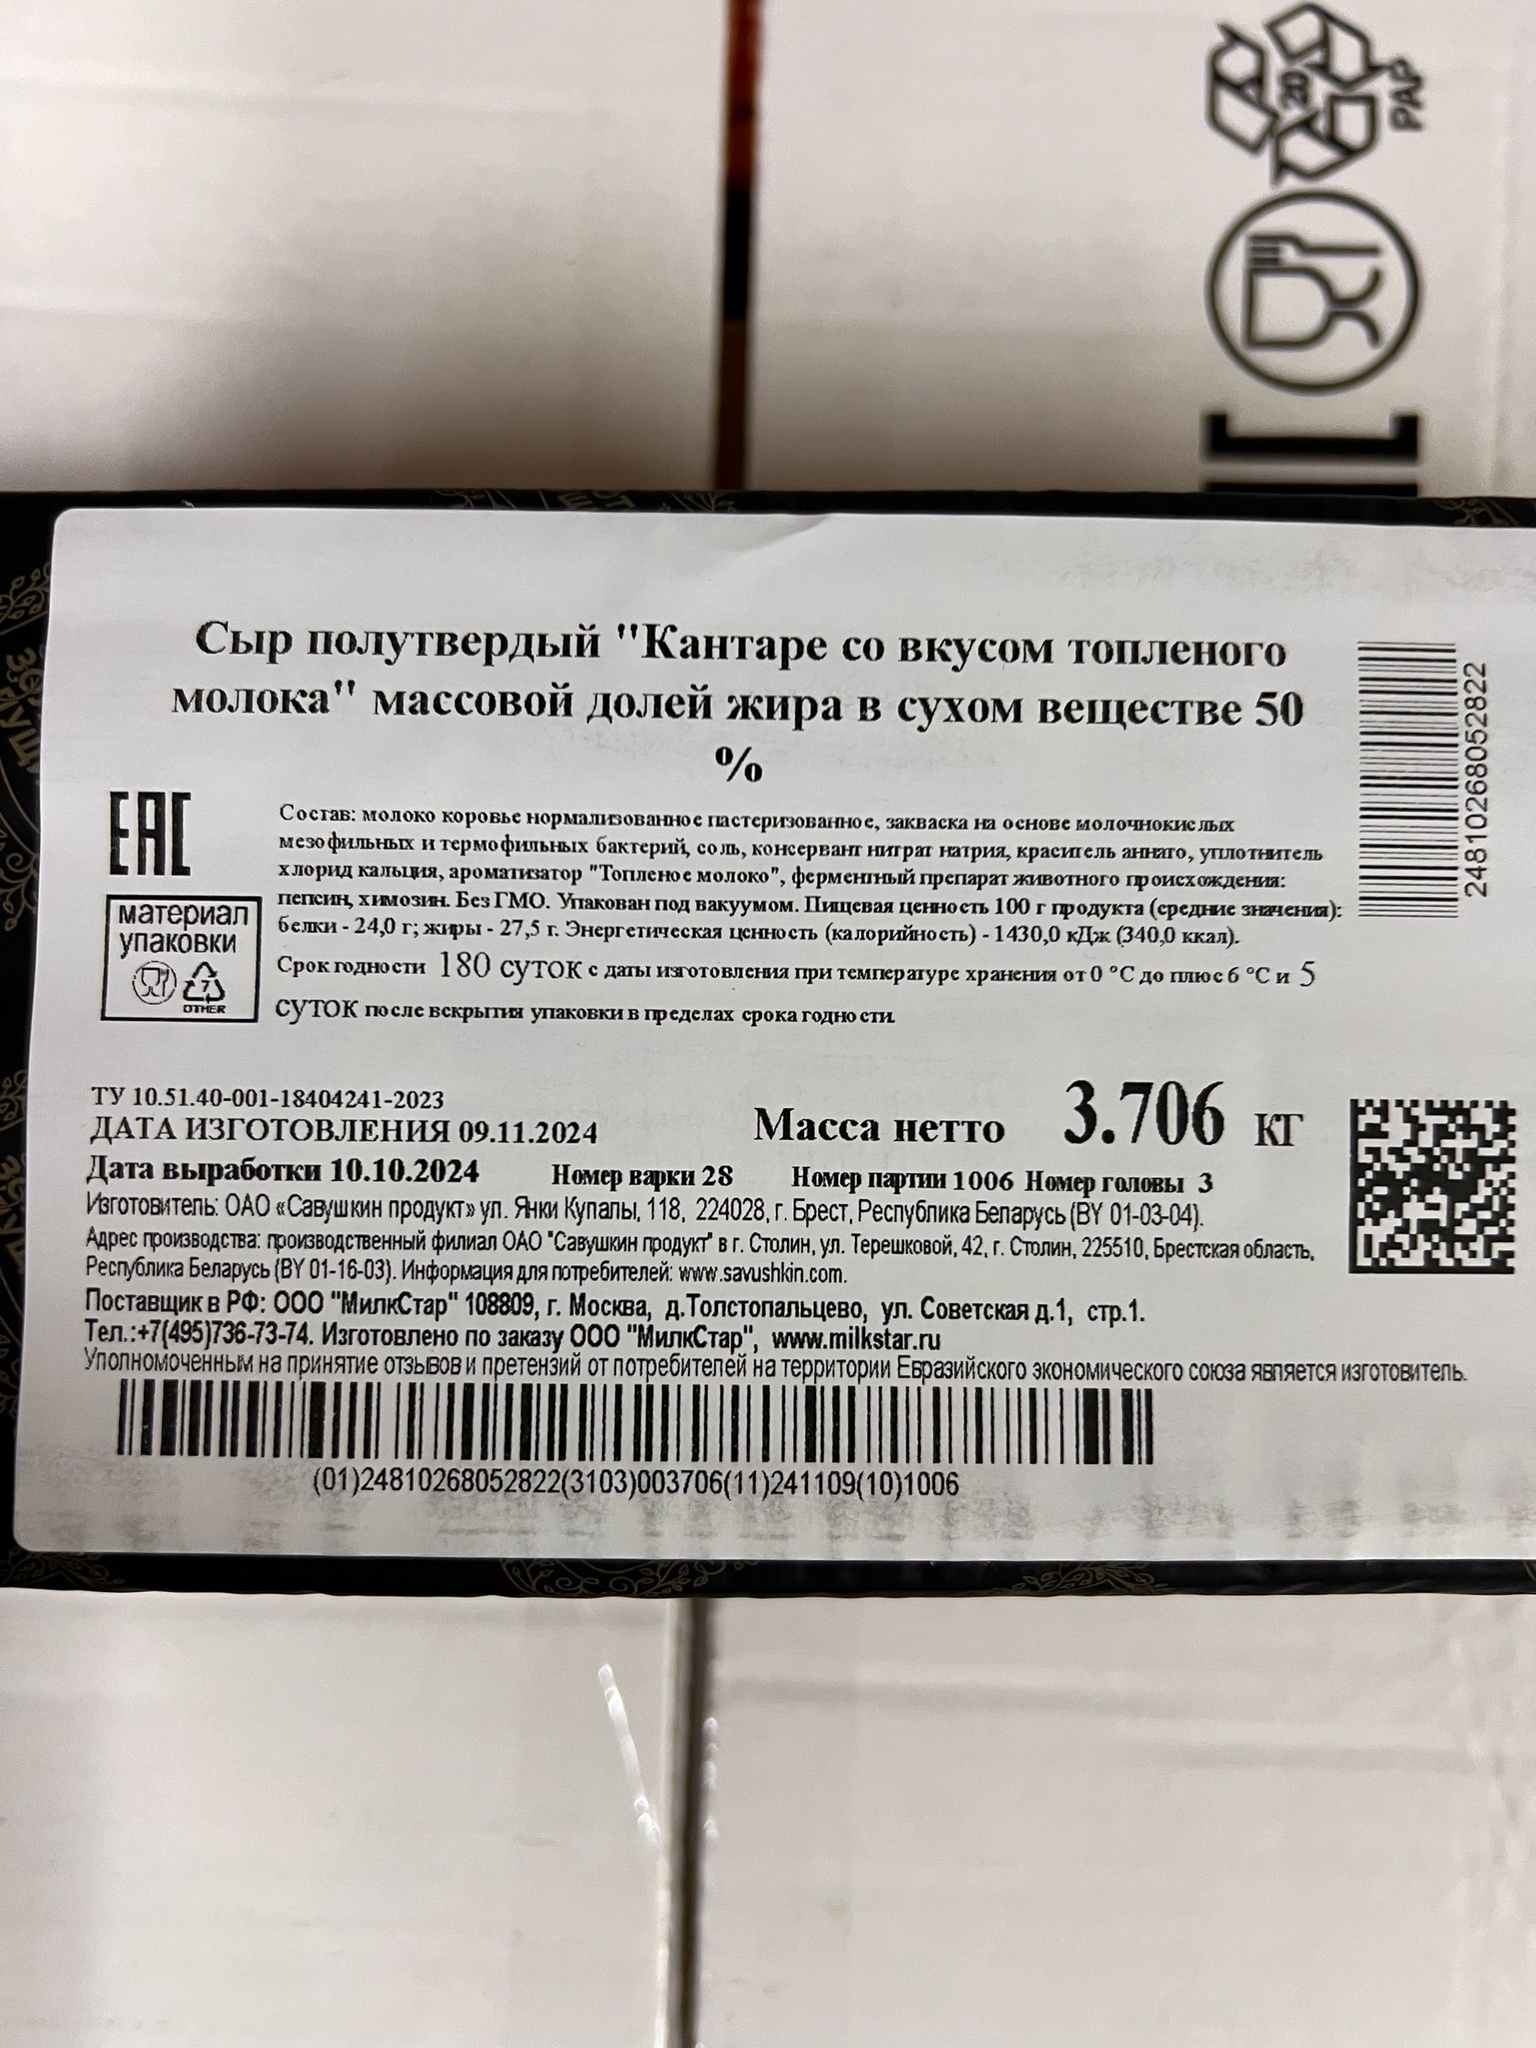 20
PAP
Сыр полутвердый "Кантаре со вкусом топленого
молока" массовой долей жира в сухом веществе 50
%
24810268052822
EAC
материал
упаковки
7
OTHER
Состав: молоко коровье нормализованное пастеризованное, закваска на основе молочнокислых
мезофильных и термофильных бактерий, соль, консервант нитрат натрия, краситель аннато, уплотнитель
хлорид кальция, ароматизатор "Топленое молоко", ферментный препарат животного происхождения:
пепсин, химозин. Без ГМО. Упакован под вакуумом. Пищевая ценность 100 г продукта (средние значения):
белки - 24,0 г; жиры - 27,5 г. Энергетическая ценность (калорийность) - 1430,0 кДж (340,0 ккал).
Срок годности 180 суток с даты изготовления при температуре хранения от 0 °С до плюс 6 °С и 5
суток после вскрытия упаковки в пределах срока годности.
ТУ 10.51.40-001-18404241-2023
ДАТА ИЗГОТОВЛЕНИЯ 09.11.2024
Масса нетто 3.706 кг
Дата выработки 10.10.2024 Номер варки 28 Номер партии 1006 Номер головы 3
Изготовитель: ОАО «Савушкин продукт» ул. Янки Купалы, 118, 224028, г. Брест, Республика Беларусь (BY 01-03-04).
Адрес производства: производственный филиал ОАО "Савушкин продукт" в г. Столин, ул. Терешковой, 42, г. Столин, 225510, Брестская область,
Республика Беларусь (BY 01-16-03). Информация для потребителей: www.savushkin.com.
Поставщик в РФ: ООО "МилкСтар" 108809, г. Москва, д.Толстопальцево, ул. Советская д.1, стр.1.
Тел.:+7(495)736-73-74. Изготовлено по заказу ООО "МилкСтар", www.milkstar.ru
Уполномоченным на принятие отзывов и претензий от потребителей на территории Евразийского экономического союза является изготовитель.
(01)24810268052822(3103)003706(11)241109(10)1006